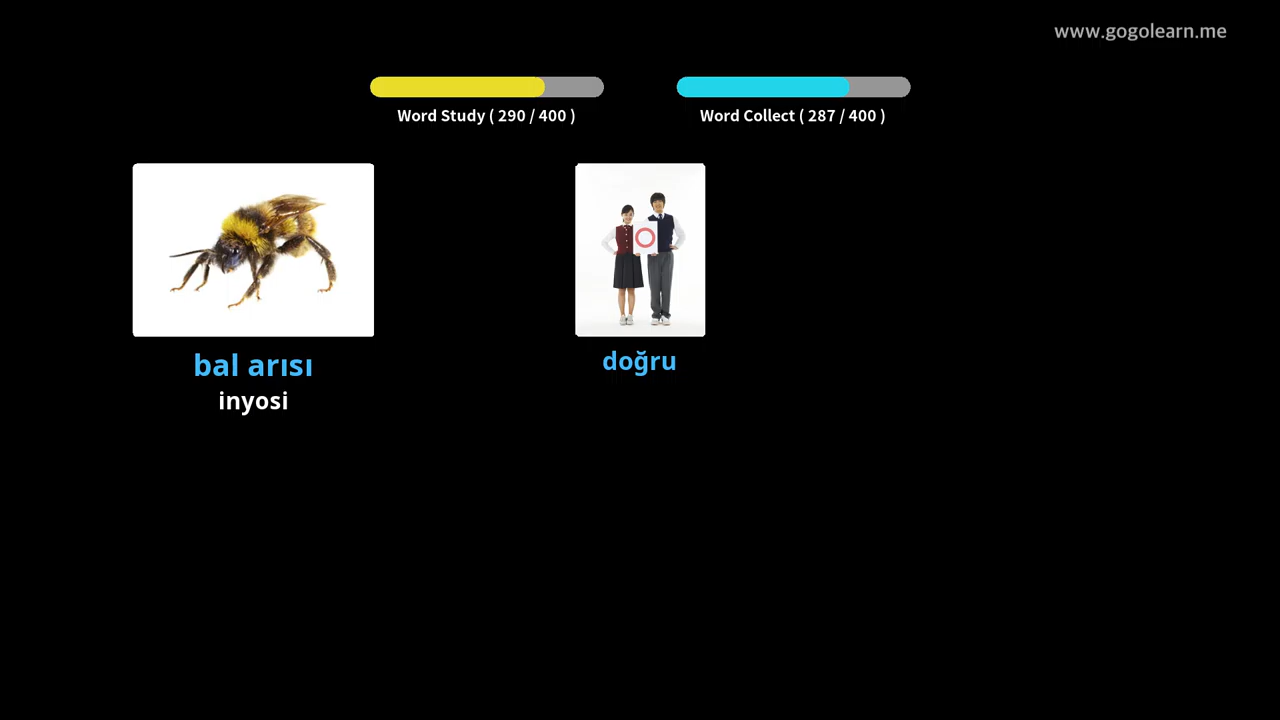 www.gogolearn.me
Word Study ( 290 / 400 )
Word Collect ( 287 / 400 )
bal arısı
inyosi
doğru